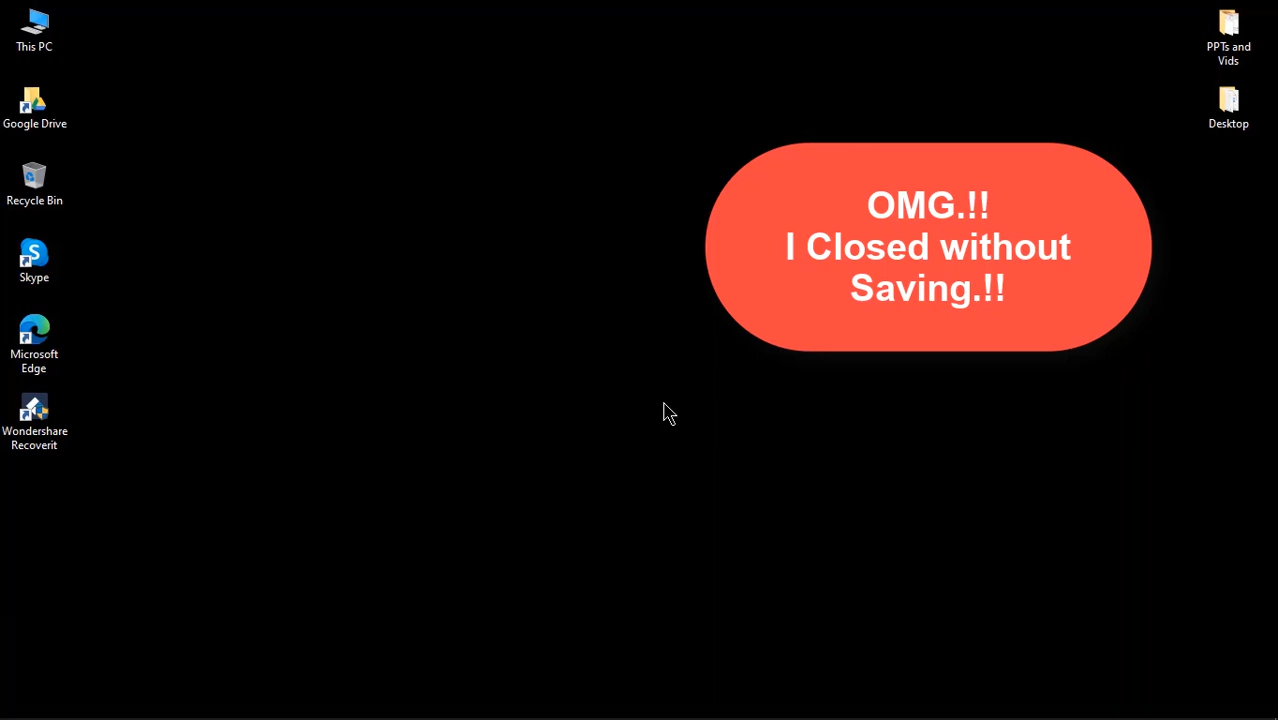 This PC
Google Drive
Recycle Bin
Skype
Microsoft
Edge
Wondershare
Recoverit
OMG.!!
I Closed without
Saving.!!
PPTs and
Vids
Desktop